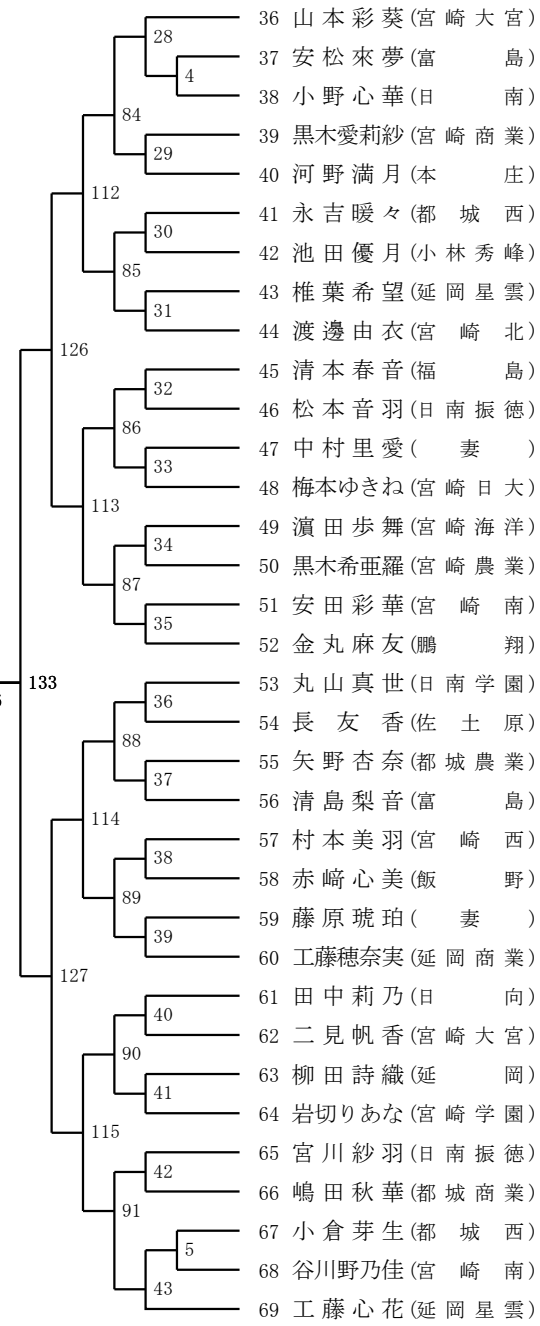 36 山本彩葵(宮崎大宮)
28
37 安松來夢(富島)
4
84
38 小野心華(日南)
39 黒木愛莉紗(宮崎商業)
29
40 河野満月(本庄)
112
41 永吉暖々(都城西)
30
42 池田優月(小林秀峰)
85
43 椎葉希望(延岡星雲)
31
44 渡邊由衣(宮崎北)
126
45 清本春音(福島)
32
46 松本音羽(日南振徳)
86
47 中村里愛(妻)
33
48 梅本ゆきね(宮崎日大)
113
49 濵田歩舞(宮崎海洋)
34
50 黒木希亜羅(宮崎農業)
87
51 安田彩華(宮崎南)
35
52 金丸麻友(鵬翔)
133
53 丸山真世(日南学園)
36
54 長友香(佐土原)
88
55 矢野杏奈(都城農業)
37
56 清島梨音(富島)
114
57 村本美羽(宮崎西)
38
58 赤﨑心美(飯野)
89
59 藤原琥珀(妻)
39
60 工藤穂奈実(延岡商業)
127
61 田中莉乃(日向)
40
62 二見帆香(宮崎大宮)
90
63 柳田詩織(延岡)
41
64 岩切りあな(宮崎学園)
115
65 宮川紗羽(日南振徳)
42
66 嶋田秋華(都城商業)
91
67 小倉芽生(都城西)
5
68 谷川野乃佳(宮崎南)
43
69 工藤心花(延岡星雲)